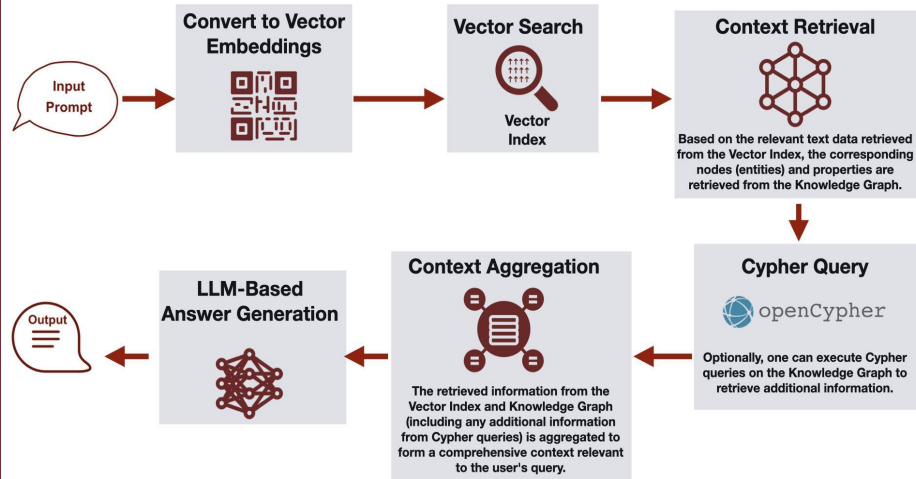 Input
Prompt
Convert to Vector
Embeddings
Vector Search
Vector
Index
Context Retrieval
Based on the relevant text data retrieved
from the Vector Index, the corresponding
nodes (entities) and properties are
retrieved from the Knowledge Graph.
Cypher Query
openCypher
Optionally, one can execute Cypher
queries on the Knowledge Graph to
retrieve additional information.
Context Aggregation
The retrieved information from the
Vector Index and Knowledge Graph
(including any additional information
from Cypher queries) is aggregated to
form a comprehensive context relevant
to the user's query.
LLM-Based
Answer Generation
Output